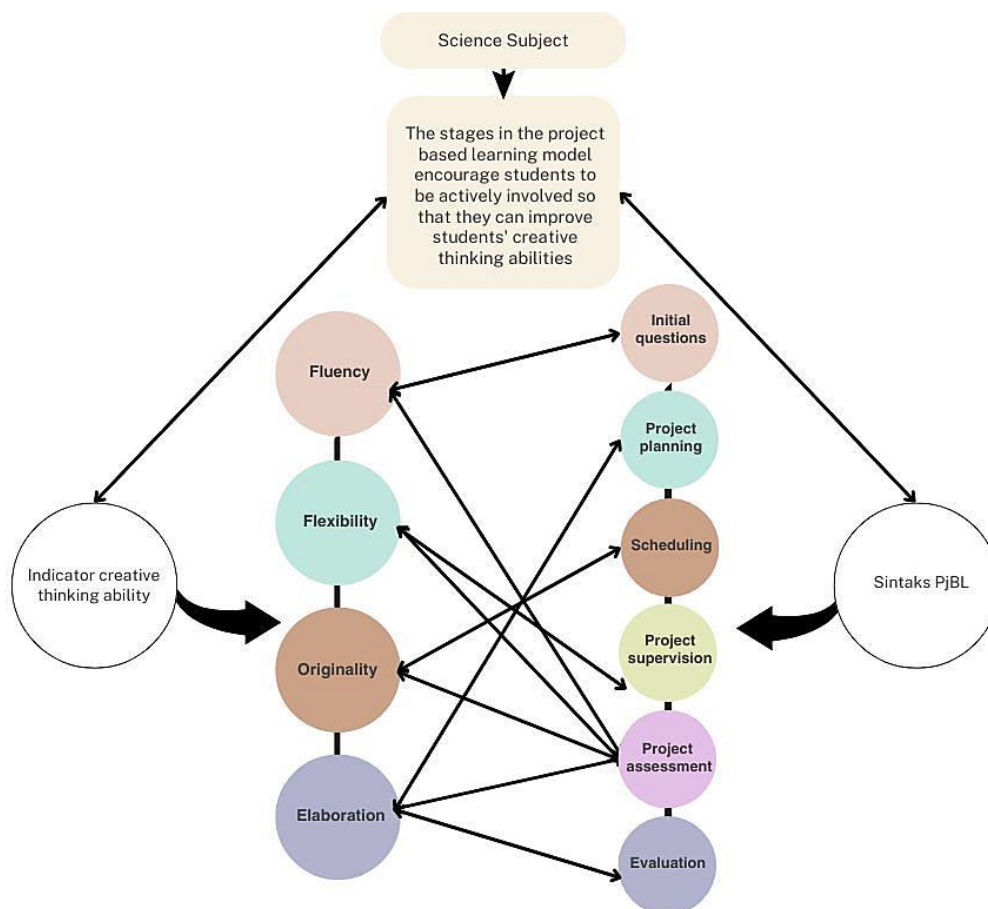 Science Subject
The stages in the project
based learning model
encourage students to
be actively involved so
that they can improve
students' creative
thinking abilities
Initial
questions
Fluency
Project
planning
Flexibility
Scheduling
Indicator creative
thinking ability
Sintaks PjBL
Project
supervision
Originality
Project
assessment
Elaboration
Evaluation